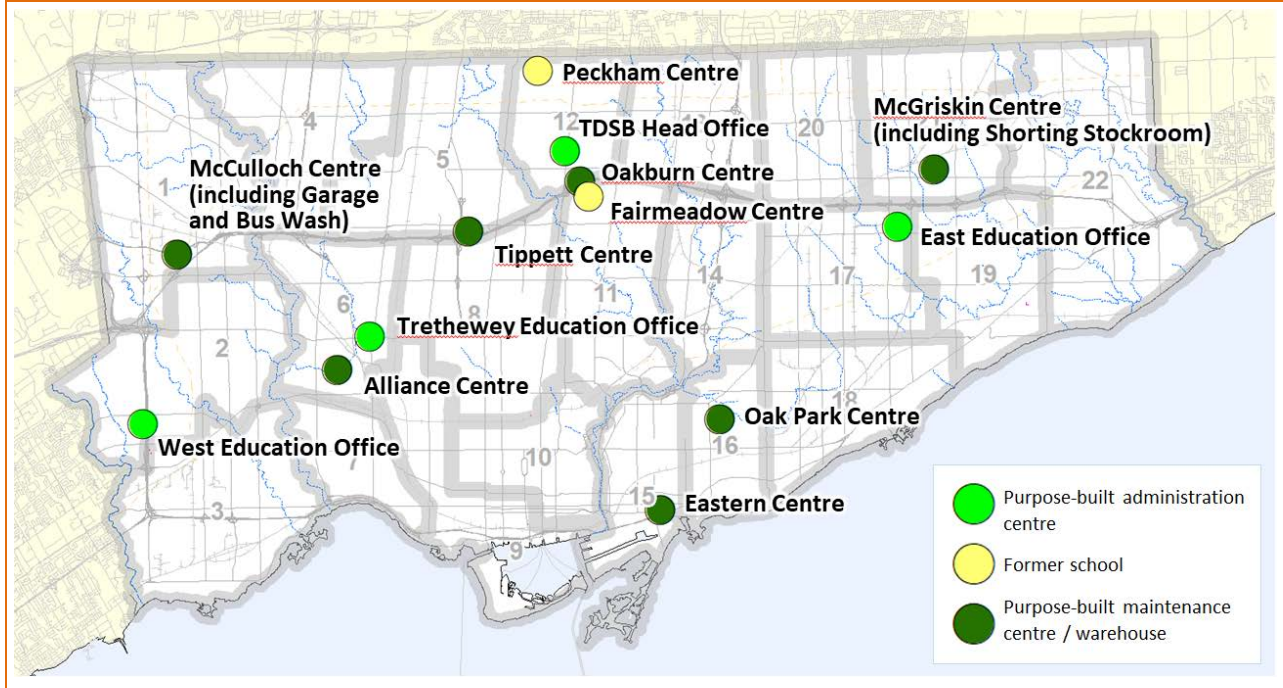 Peckham Centre
4
12
TDSB Head Office
20
McGriskin Centre
(including Shorting Stockroom)
5
McCulloch Centre
(including Garage
and Bus Wash)
1
Oakburn Centre
22
Fairmeadow Centre
East Education Office
Tippett Centre
14
17
19
6
8
11
Trethewey Education Office
2
Alliance Centre
18
Oak Park Centre
16
West Education Office
7
10
3
15
Eastern Centre
9
Purpose-built administration
centre
Former school
Purpose-built maintenance
centre / warehouse